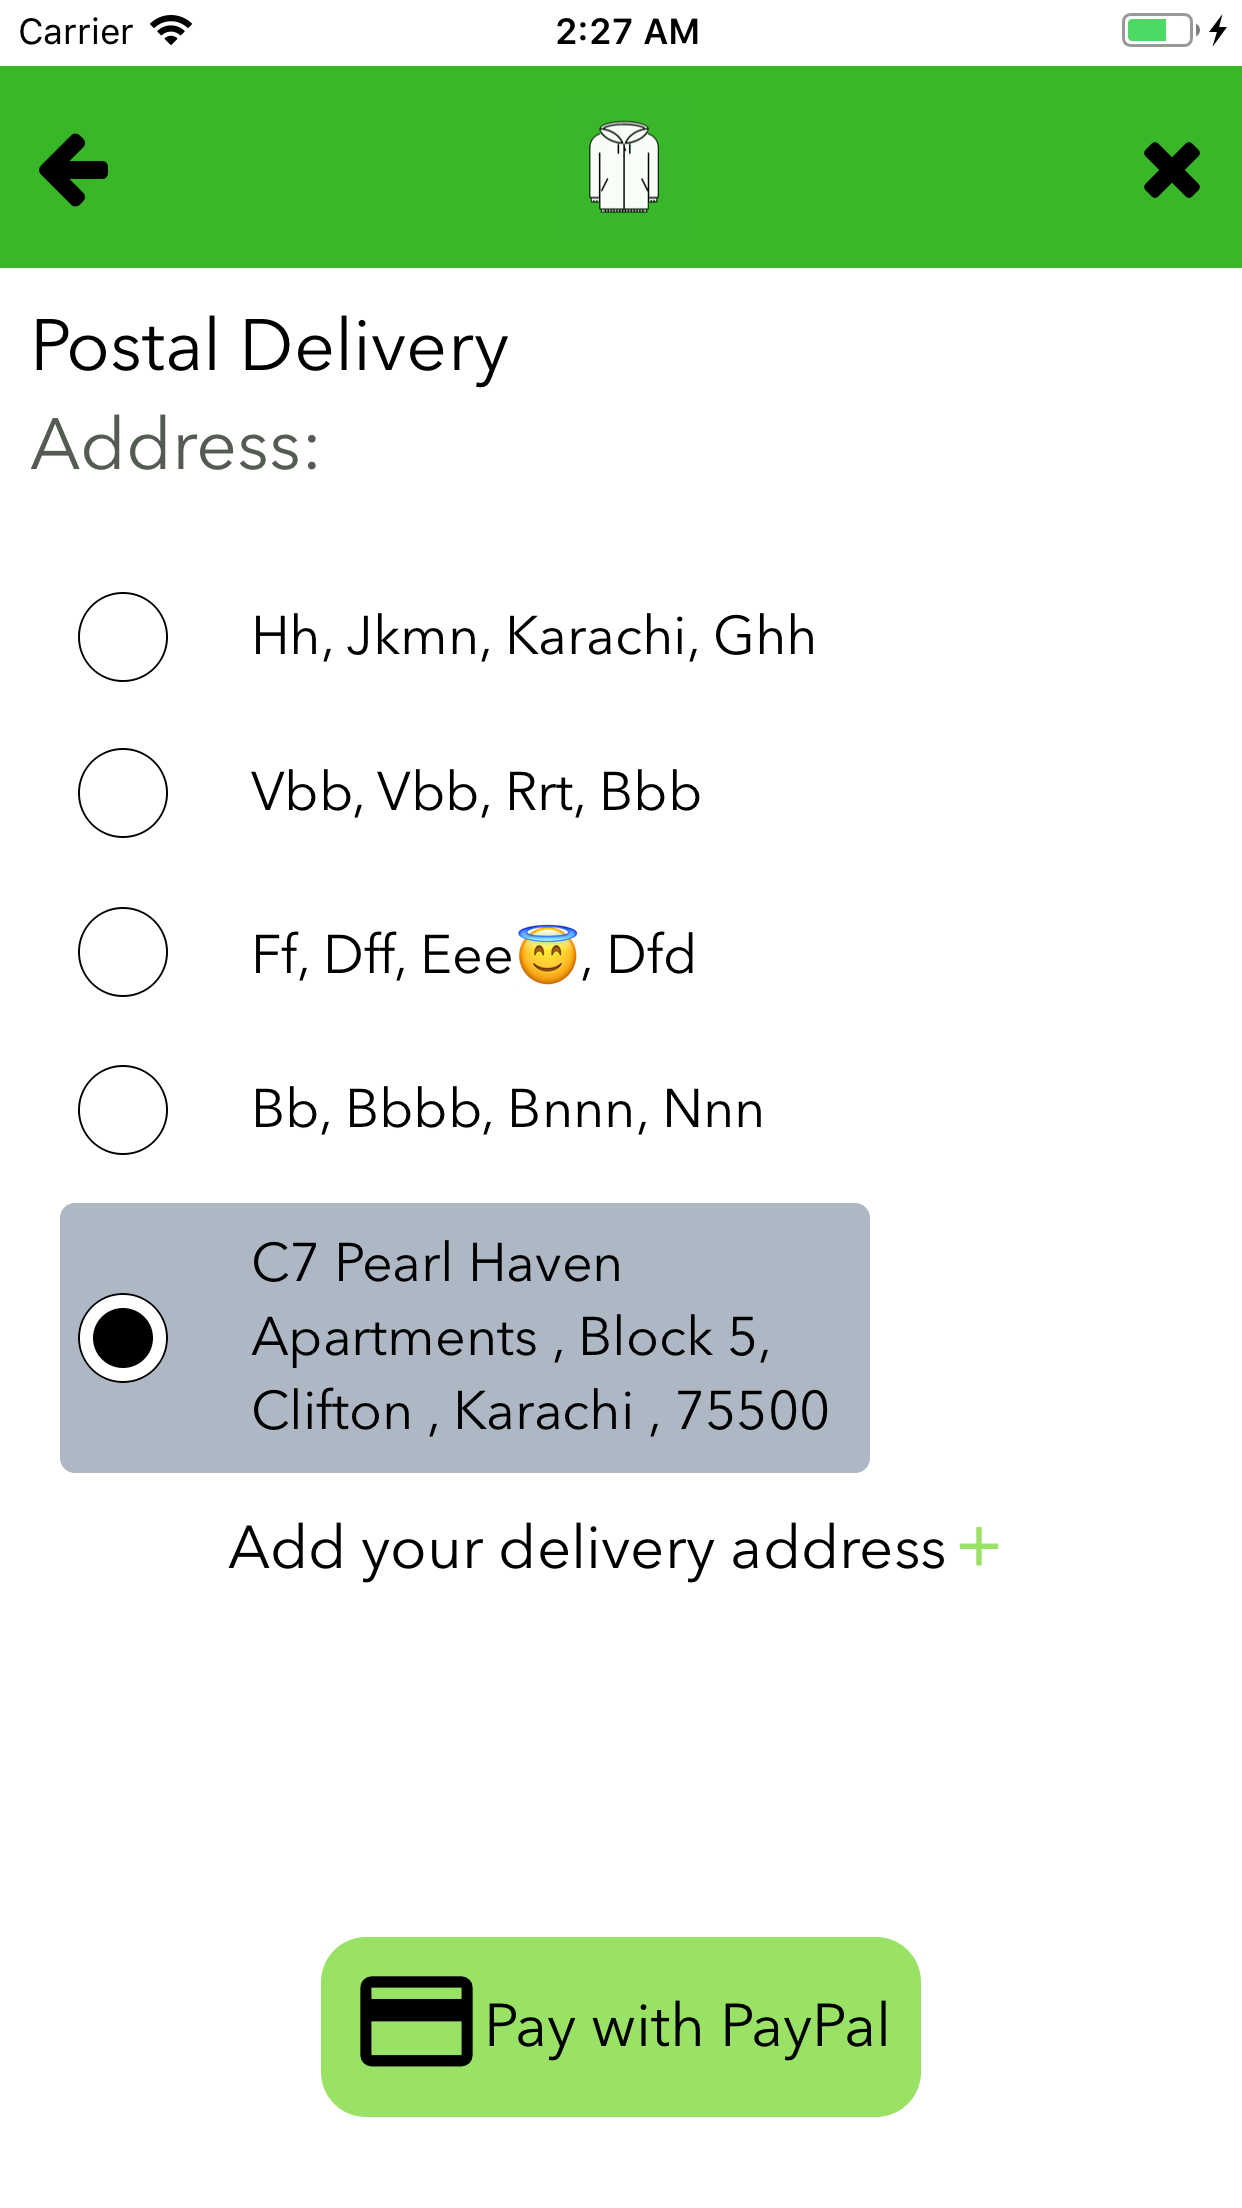 Carrier 2:27 AM
Postal Delivery
Address:
Hh, Jkmn, Karachi, Ghh
Vbb, Vbb, Rrt, Bbb
Ff, Dff, Eee😇, Dfd
Bb, Bbbb, Bnnn, Nnn
C7 Pearl Haven
Apartments , Block 5,
Clifton , Karachi , 75500
Add your delivery address +
Pay with PayPal